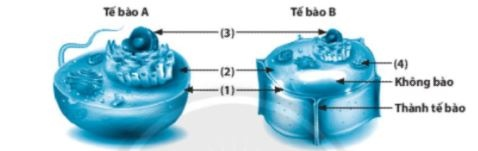 Tế bào A
Tế bào B
(3)
(2)
(4)
(1)
Không bào
Thành tế bào